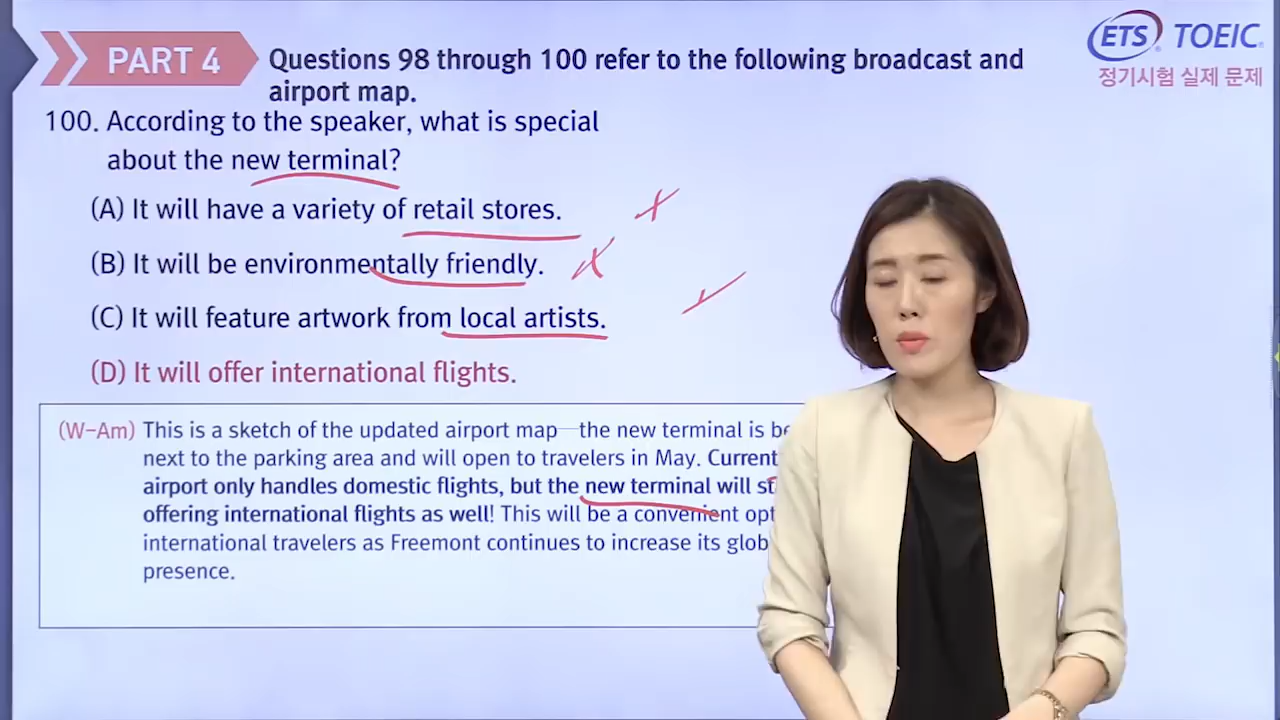 PART 4
Questions 98 through 100 refer to the following broadcast and
airport map.
ETS TOEIC
정기시험 실제 문제
100. According to the speaker, what is special
about the new terminal?
(A) It will have a variety of retail stores.
(B) It will be environmentally friendly.
(C) It will feature artwork from local artists.
(D) It will offer international flights.
(W-Am) This is a sketch of the updated airport map—the new terminal is
next to the parking area and will open to travelers in May.
airport only handles domestic flights, but the new terminal will
offering international flights as well! This will be a convenient
international travelers as Freemont continues to increase its
presence.